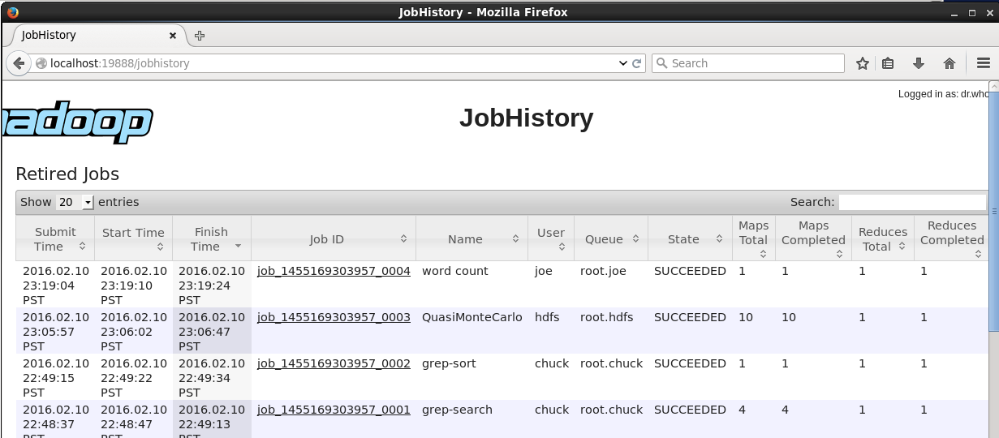 JobHistory - Mozilla Firefox
JobHistory
localhost:19888/jobhistory
Search
Logged in as: dr.who
adoop
JobHistory
Retired Jobs
Show 20 entries Search:
Submit Time Start Time Finish Time Job ID Name User Queue State Maps Total Maps Completed Reduces Total Reduces Completed
2016.02.10 2016.02.10 2016.02.10 job_1455169303957_0004 word count joe root.joe SUCCEEDED 1 1 1 1
23:19:04 23:19:10 23:19:24
PST PST PST
2016.02.10 2016.02.10 2016.02.10 job_1455169303957_0003 QuasiMonteCarlo hdfs root.hdfs SUCCEEDED 10 10 1 1
23:05:57 23:06:02 23:06:47
PST PST PST
2016.02.10 2016.02.10 2016.02.10 job_1455169303957_0002 grep-sort chuck root.chuck SUCCEEDED 1 1 1 1
22:49:15 22:49:22 22:49:34
PST PST PST
2016.02.10 2016.02.10 2016.02.10 job_1455169303957_0001 grep-search chuck root.chuck SUCCEEDED 4 4 1 1
22:48:37 22:48:47 22:49:13
PST PST PST